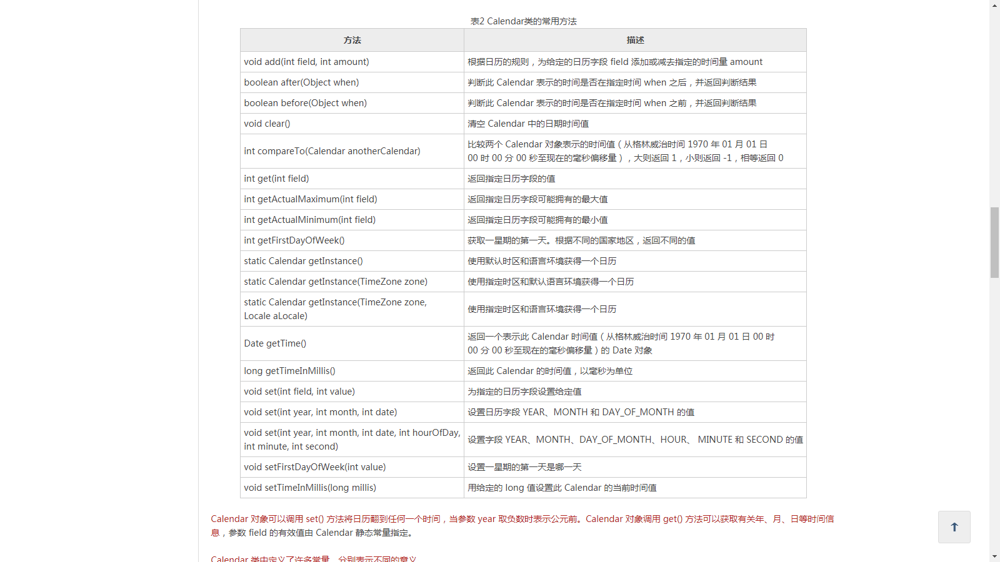 表2 Calendar类的常用方法
方法 描述
void add(int field, int amount) 根据日历的规则，为给定的日历字段 field 添加或减去指定的时间量 amount
boolean after(Object when) 判断此 Calendar 表示的时间是否在指定时间 when 之后，并返回判断结果
boolean before(Object when) 判断此 Calendar 表示的时间是否在指定时间 when 之前，并返回判断结果
void clear() 清空 Calendar 中的日期时间值
int compareTo(Calendar anotherCalendar) 比较两个 Calendar 对象表示的时间值（从格林威治时间 1970 年 01 月 01 日
00 时 00 分 00 秒至现在的毫秒偏移量），大则返回 1，小则返回 -1，相等返回 0
int get(int field) 返回指定日历字段的值
int getActualMaximum(int field) 返回指定日历字段可能拥有的最大值
int getActualMinimum(int field) 返回指定日历字段可能拥有的最小值
int getFirstDayOfWeek() 获取一星期的第一天。根据不同的国家地区，返回不同的值
static Calendar getInstance() 使用默认时区和语言坏境获得一个日历
static Calendar getInstance(TimeZone zone) 使用指定时区和默认语言环境获得一个日历
static Calendar getInstance(TimeZone zone,
Locale aLocale) 使用指定时区和语言环境获得一个日历
Date getTime() 返回一个表示此 Calendar 时间值（从格林威治时间 1970 年 01 月 01 日 00 时
00 分 00 秒至现在的毫秒偏移量）的 Date 对象
long getTimeInMillis() 返回此 Calendar 的时间值，以毫秒为单位
void set(int field, int value) 为指定的日历字段设置给定值
void set(int year, int month, int date) 设置日历字段 YEAR、MONTH 和 DAY_OF_MONTH 的值
void set(int year, int month, int date, int hourOfDay,
int minute, int second) 设置字段 YEAR、MONTH、DAY_OF_MONTH、HOUR、 MINUTE 和 SECOND 的值
void setFirstDayOfWeek(int value) 设置一星期的第一天是哪一天
void setTimeInMillis(long millis) 用给定的 long 值设置此 Calendar 的当前时间值
Calendar 对象可以调用 set() 方法将日历翻到任何一个时间，当参数 year 取负数时表示公元前。Calendar 对象调用 get() 方法可以获取有关年、月、日等时间信
息，参数 field 的有效值由 Calendar 静态常量指定。
Calendar 类中定义了许多常量，分别表示不同的意义